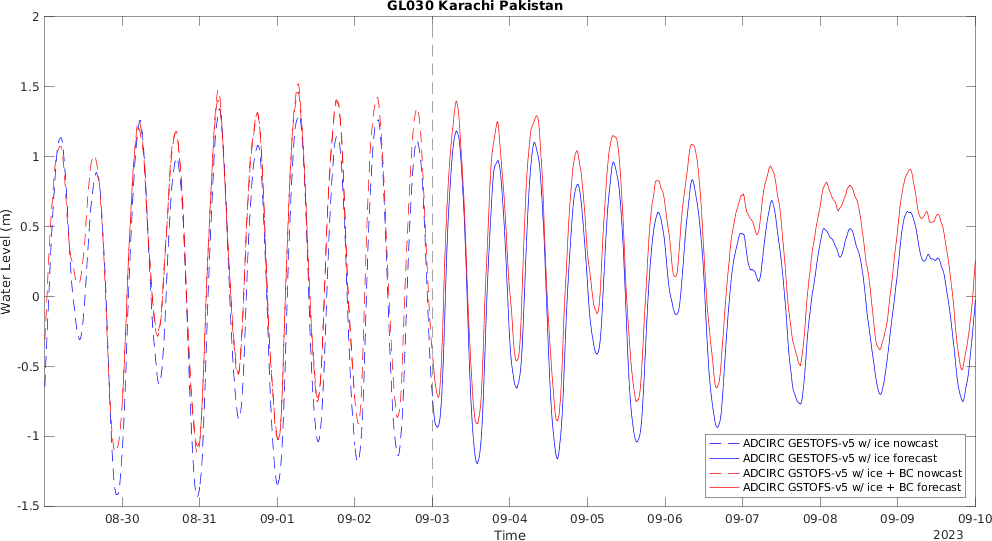 GL030 Karachi Pakistan
2
1.5
1
0.5
0
-0.5
-1
-1.5
Water Level (m)
ADCIRC GESTOFS-v5 w/ ice nowcast
ADCIRC GESTOFS-v5 w/ ice forecast
ADCIRC GSTOFS-v5 w/ ice + BC nowcast
ADCIRC GSTOFS-v5 w/ ice + BC forecast
08-30 08-31 09-01 09-02 09-03 09-04 09-05 09-06 09-07 09-08 09-09 09-10
Time
2023